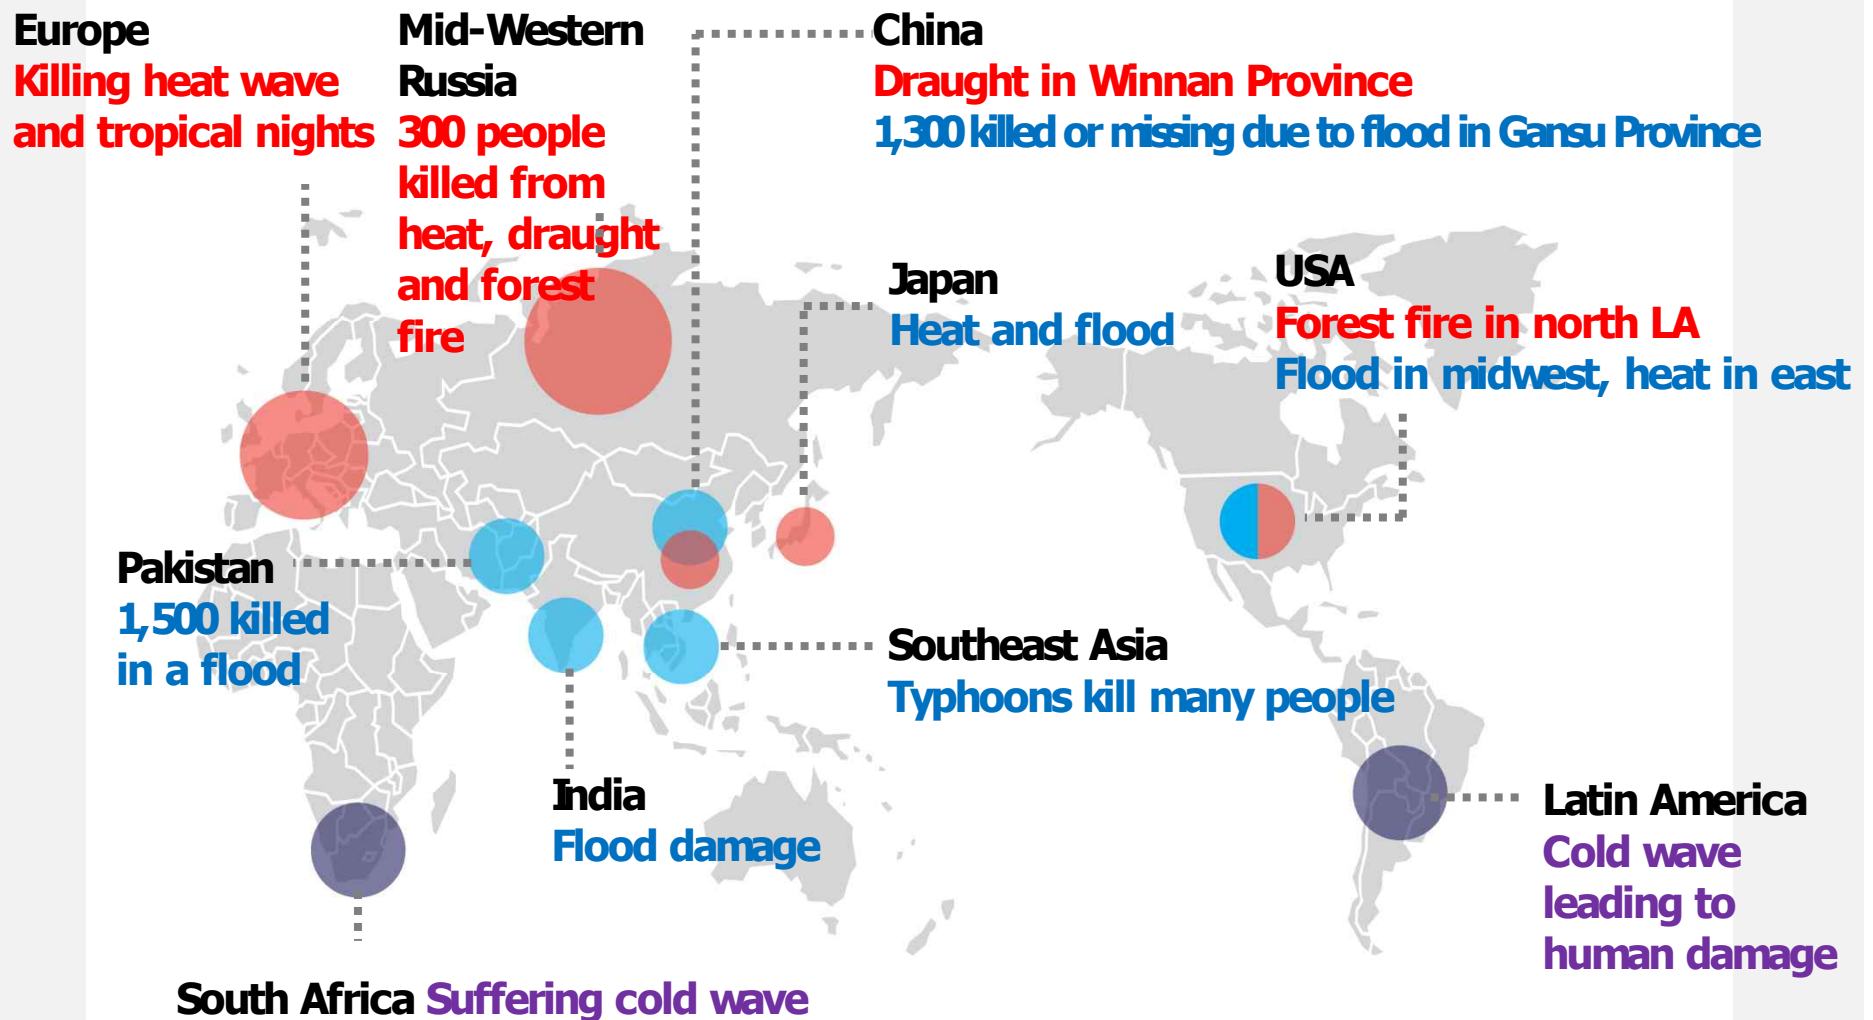 Europe
Killing heat wave
and tropical nights
Mid-Western
Russia
300 people
killed from
heat, draught
and forest
fire
China
Draught in Winnan Province
1,300 killed or missing due to flood in Gansu Province
Japan
Heat and flood
USA
Forest fire in north LA
Flood in midwest, heat in east
Pakistan
1,500 killed
in a flood
Southeast Asia
Typhoons kill many people
India
Flood damage
Latin America
Cold wave
leading to
human damage
South Africa Suffering cold wave